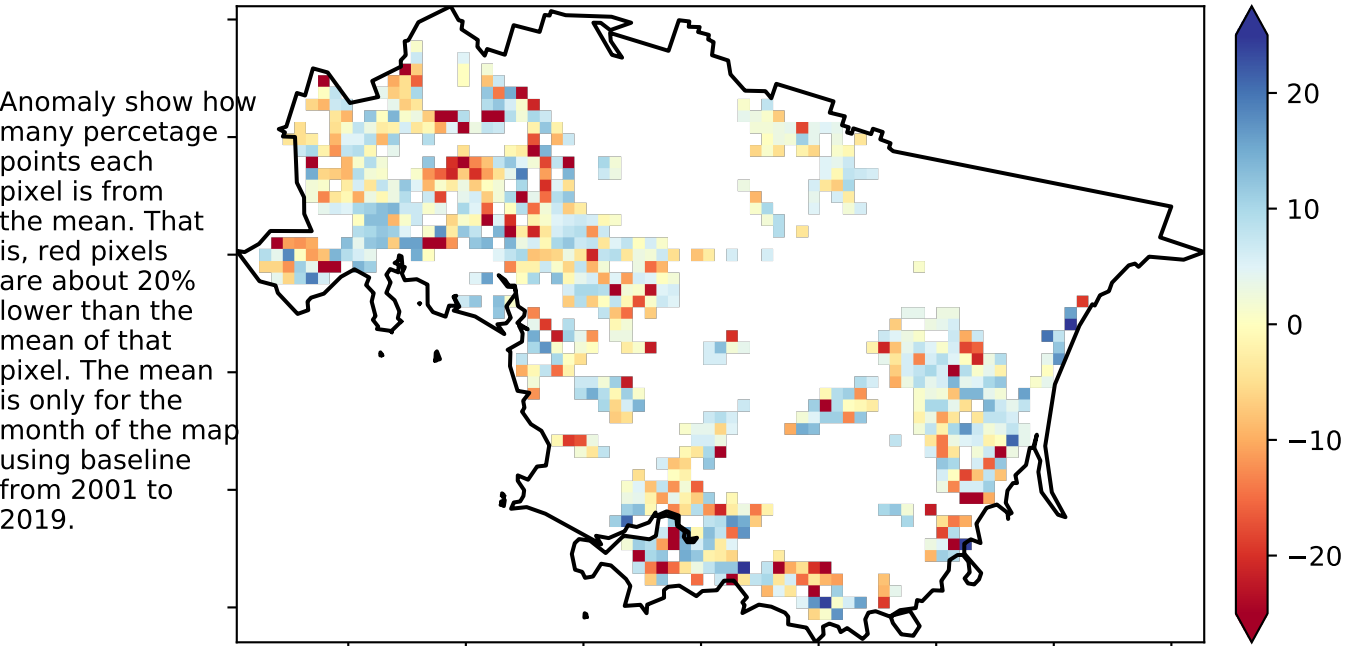 Anomaly show how
many percetage
points each
pixel is from
the mean. That
is, red pixels
are about 20%
lower than the
mean of that
pixel. The mean
is only for the
month of the map
using baseline
from 2001 to
2019.
20
10
0
−10
−20